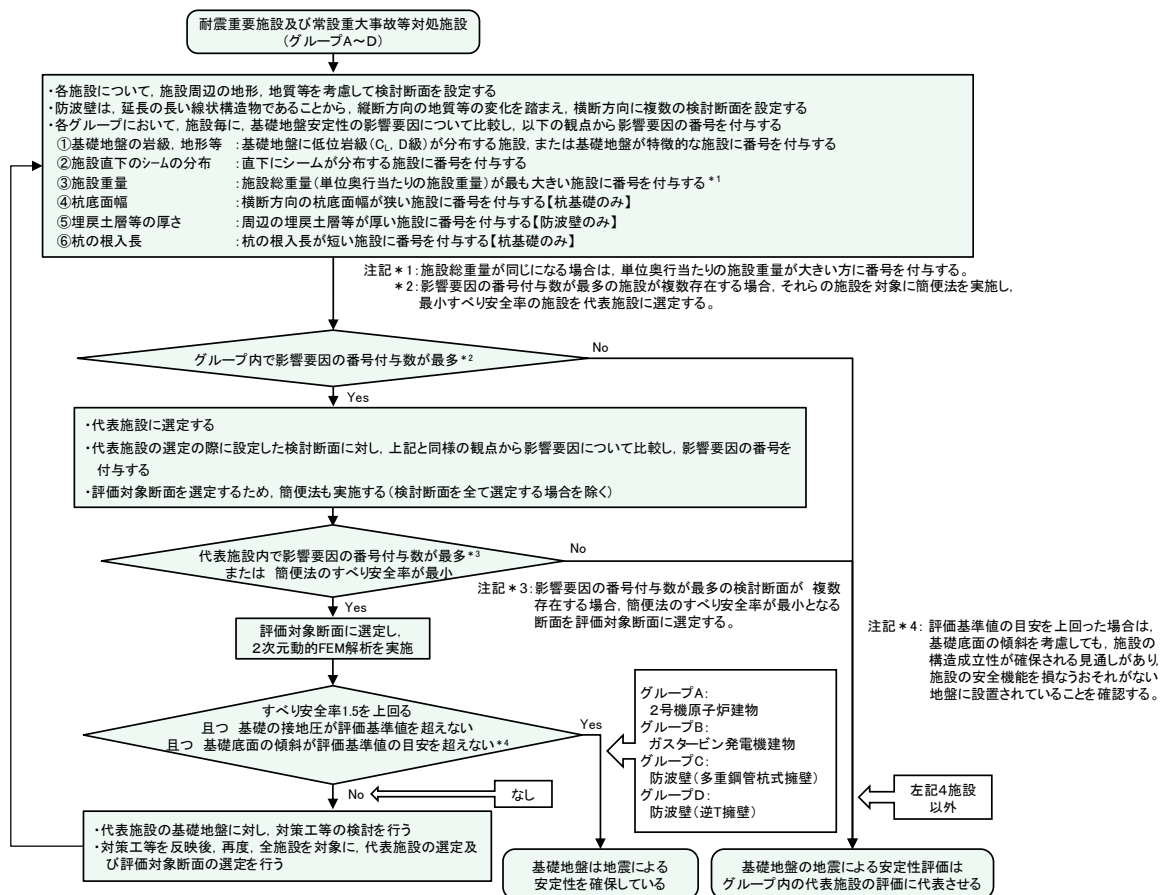 耐震重要施設及び常設重大事故等対処施設
(グループA～D)
・各施設について，施設周辺の地形，地質等を考慮して検討断面を設定する
・防波壁は，延長の長い線状構造物であることから，縦断方向の地質等の変化を踏まえ，横断方向に複数の検討断面を設定する
・各グループにおいて，施設毎に，基礎地盤安定性の影響要因について比較し，以下の観点から影響要因の番号を付与する
①基礎地盤の岩級，地形等 ：基礎地盤に低位岩級(CL，D級)が分布する施設，または基礎地盤が特徴的な施設に番号を付与する
②施設直下のシームの分布 ：直下にシームが分布する施設に番号を付与する
③施設重量 ：施設総重量(単位奥行当たりの施設重量)が最も大きい施設に番号を付与する*1
④杭底面幅 ：横断方向の杭底面幅が狭い施設に番号を付与する【杭基礎のみ】
⑤埋戻土層等の厚さ ：周辺の埋戻土層等が厚い施設に番号を付与する【防波壁のみ】
⑥杭の根入長 ：杭の根入長が短い施設に番号を付与する【杭基礎のみ】
注記＊1：施設総重量が同じになる場合は，単位奥行当たりの施設重量が大きい方に番号を付与する。
＊2：影響要因の番号付与数が最多の施設が複数存在する場合，それらの施設を対象に簡便法を実施し，
最小すべり安全率の施設を代表施設に選定する。
グループ内で影響要因の番号付与数が最多*2
No
Yes
・代表施設に選定する
・代表施設の選定の際に設定した検討断面に対し，上記と同様の観点から影響要因について比較し，影響要因の番号を
付与する
・評価対象断面を選定するため，簡便法も実施する(検討断面を全て選定する場合を除く)
代表施設内で影響要因の番号付与数が最多*3
または 簡便法のすべり安全率が最小
No
Yes
注記＊3：影響要因の番号付与数が最多の検討断面が 複数
存在する場合，簡便法のすべり安全率が最小となる
断面を評価対象断面に選定する。
注記＊4： 評価基準値の目安を上回った場合は，
基礎底面の傾斜を考慮しても，施設の
構造成立性が確保される見通しがあり，
施設の安全機能を損なうおそれがない
地盤に設置されていることを確認する。
評価対象断面に選定し，
２次元動的FEM解析を実施
すべり安全率1.5を上回る
且つ 基礎の接地圧が評価基準値を超えない
且つ 基礎底面の傾斜が評価基準値の目安を超えない*4
Yes
No
なし
グループA：
２号機原子炉建物
グループB：
ガスタービン発電機建物
グループC：
防波壁(多重鋼管杭式擁壁)
グループD：
防波壁(逆T擁壁)
左記4施設
以外
・代表施設の基礎地盤に対し，対策工等の検討を行う
・対策工等を反映後，再度，全施設を対象に，代表施設の選定及
び評価対象断面の選定を行う
基礎地盤は地震による
安定性を確保している
基礎地盤の地震による安定性評価は
グループ内の代表施設の評価に代表させる